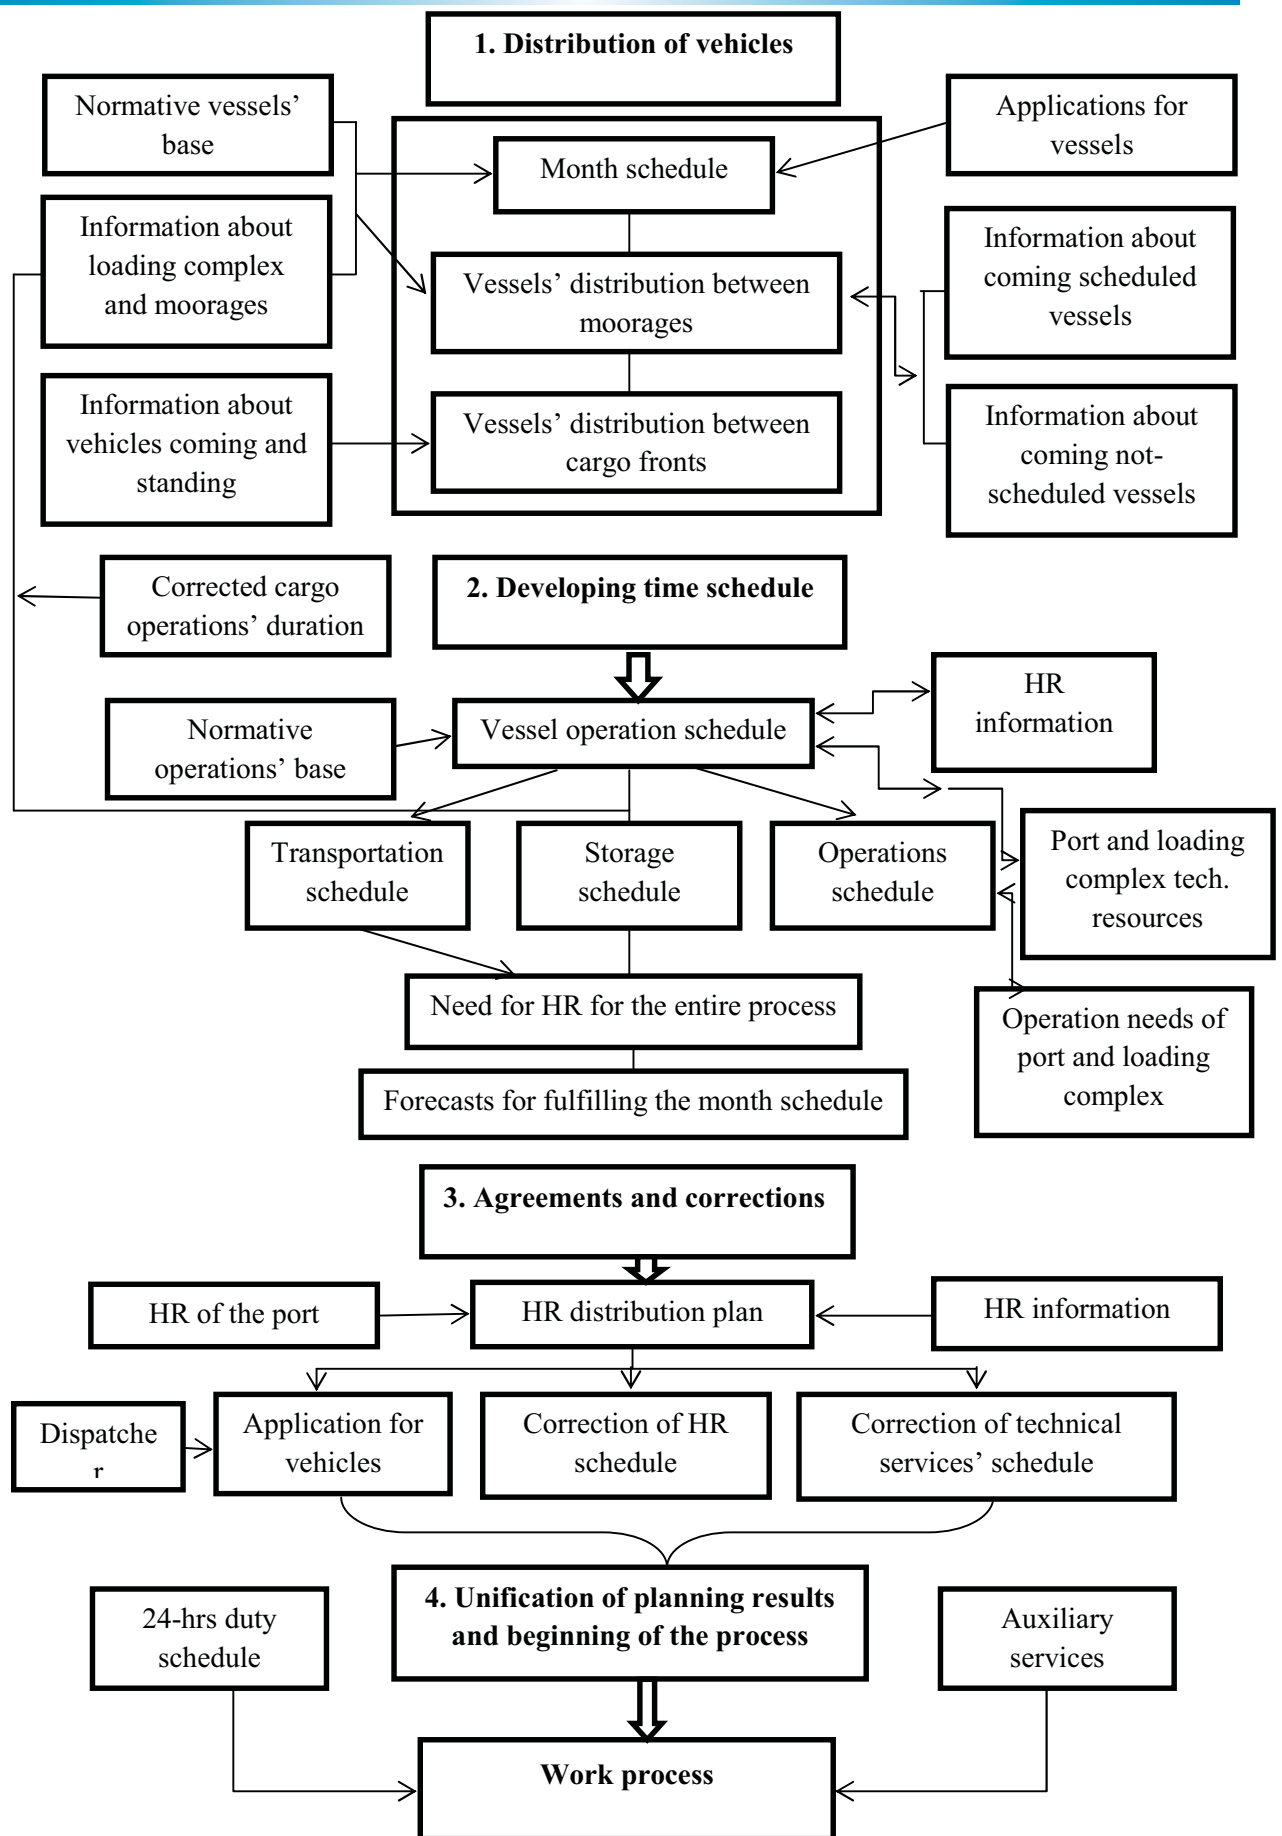 1. Distribution of vehicles
Normative vessels’
base
Applications for
vessels
Month schedule
Information about
loading complex
and moorages
Information about
coming scheduled
vessels
Vessels’ distribution between
moorages
Information about
vehicles coming and
standing
Vessels’ distribution between
cargo fronts
Information about
coming not-
scheduled vessels
Corrected cargo
operations’ duration
2. Developing time schedule
HR
information
Normative
operations’ base
Vessel operation schedule
Transportation
schedule
Storage
schedule
Operations
schedule
Port and loading
complex tech.
resources
Need for HR for the entire process
Operation needs of
port and loading
complex
Forecasts for fulfilling the month schedule
3. Agreements and corrections
HR of the port
HR distribution plan
HR information
Dispatche
r
Application for
vehicles
Correction of HR
schedule
Correction of technical
services’ schedule
4. Unification of planning results
and beginning of the process
24-hrs duty
schedule
Auxiliary
services
Work process